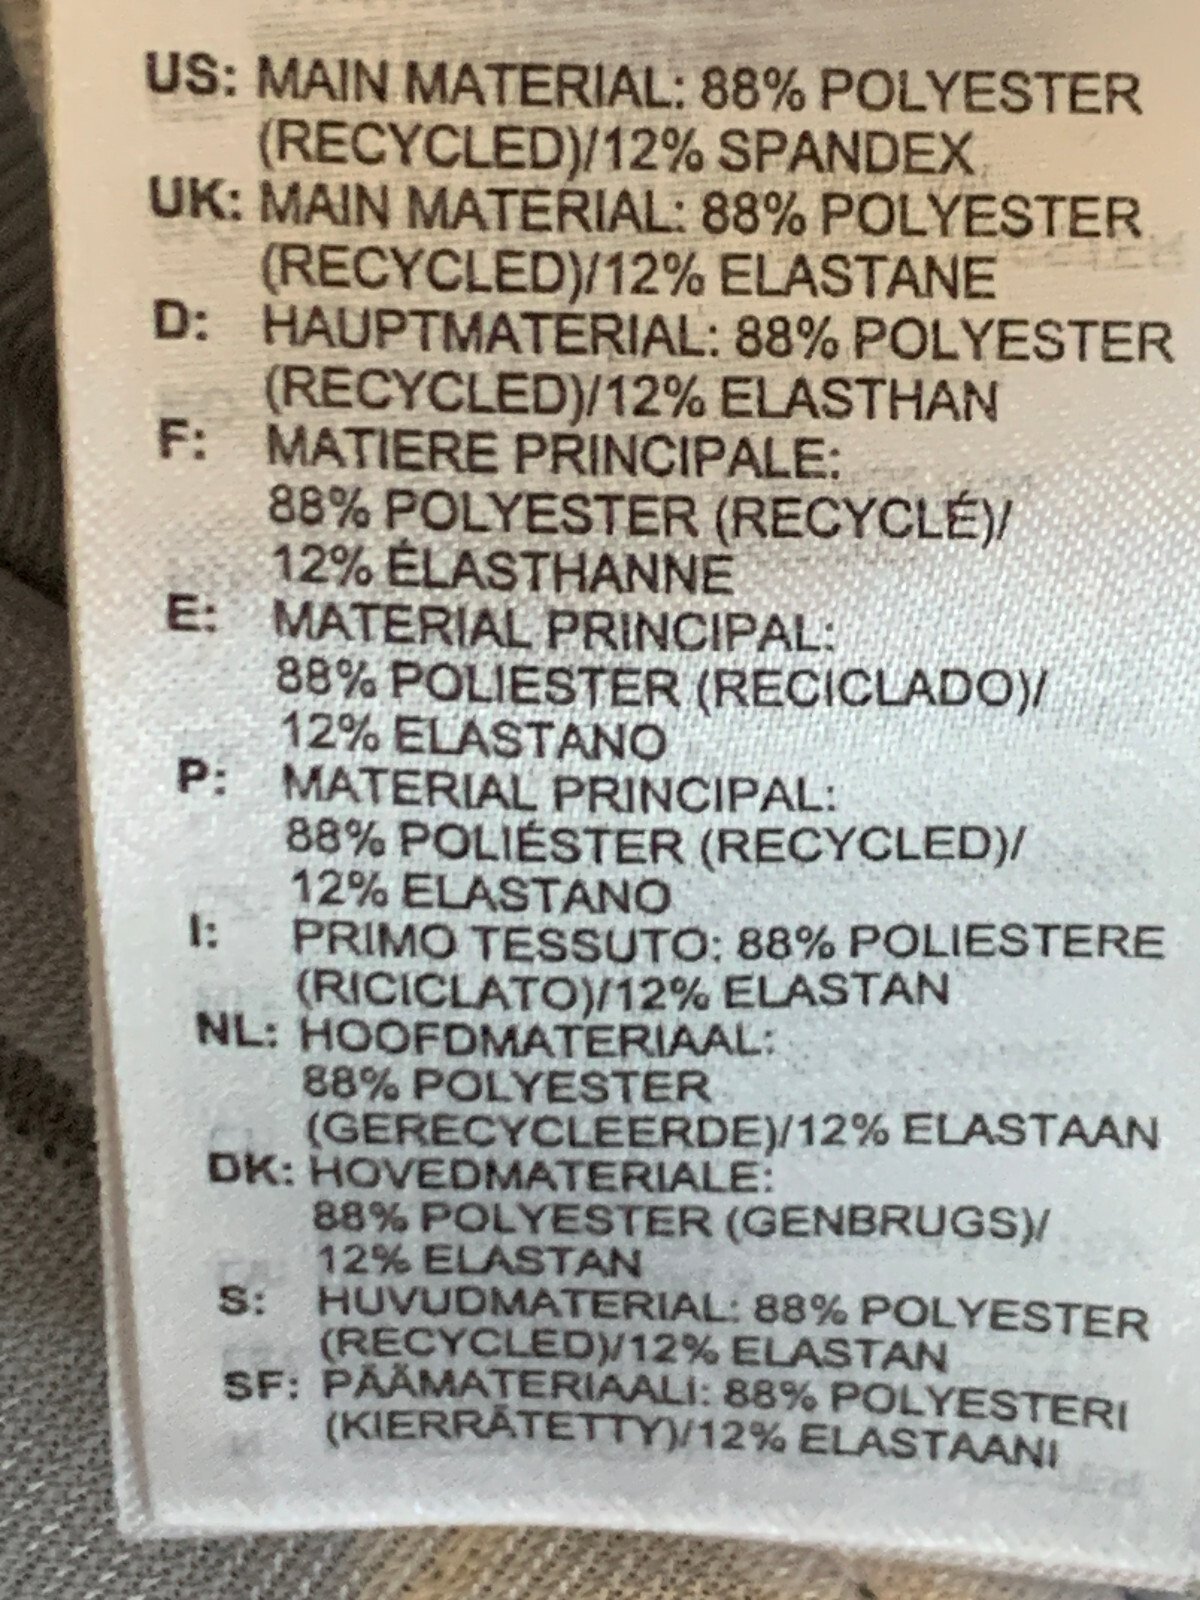 US: MAIN MATERIAL: 88% POLYESTER
(RECYCLED)/12% SPANDEX
UK: MAIN MATERIAL: 88% POLYESTER
(RECYCLED)/12% ELASTANE
D: HAUPTMATERIAL: 88% POLYESTER
(RECYCLED)/12% ELASTHAN
F: MATIERE PRINCIPALE:
88% POLYESTER (RECYCLÉ)/
12% ÉLASTHANNE
E: MATERIAL PRINCIPAL:
88% POLIESTER (RECICLADO)/
12% ELASTANO
P: MATERIAL PRINCIPAL:
88% POLIÉSTER (RECYCLED)/
12% ELASTANO
I: PRIMO TESSUTO: 88% POLIESTERE
(RICICLATO)/12% ELASTAN
NL: HOOFDMATERIAAL:
88% POLYESTER
(GERECYCLEERDE)/12% ELASTAAN
DK: HOVEDMATERIALE:
88% POLYESTER (GENBRUGS)/
12% ELASTAN
S: HUVUDMATERIAL: 88% POLYESTER
(RECYCLED)/12% ELASTAN
SF: PÄÄMATERIAALI: 88% POLYESTERI
(KIERRÄTETTY)/12% ELASTAANI